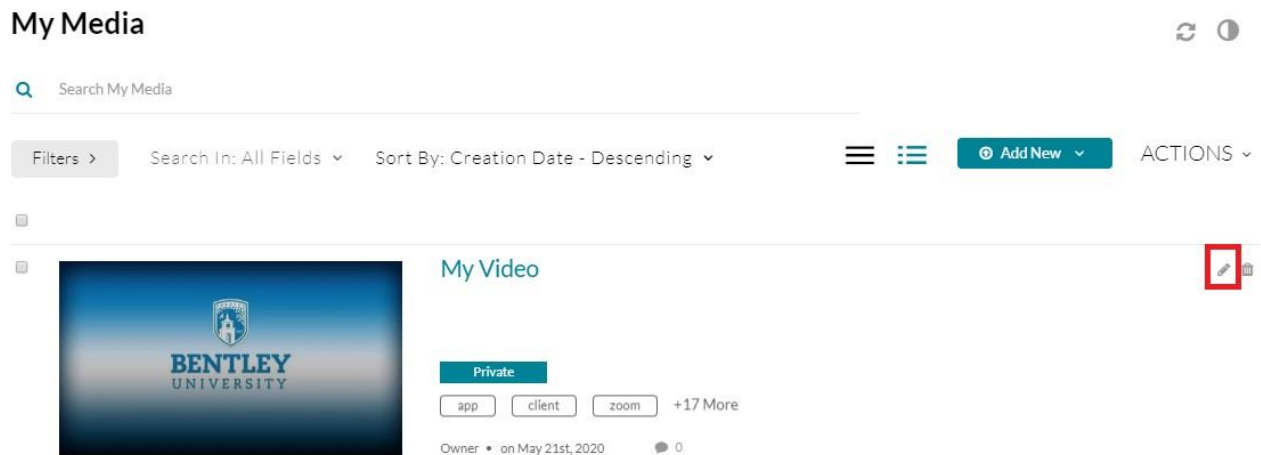 My Media
Search My Media
Filters > Search In: All Fields Sort By: Creation Date - Descending Add New ACTIONS
My Video
BENTLEY
UNIVERSITY
Private
app client zoom +17 More
Owner • on May 21st, 2020 0